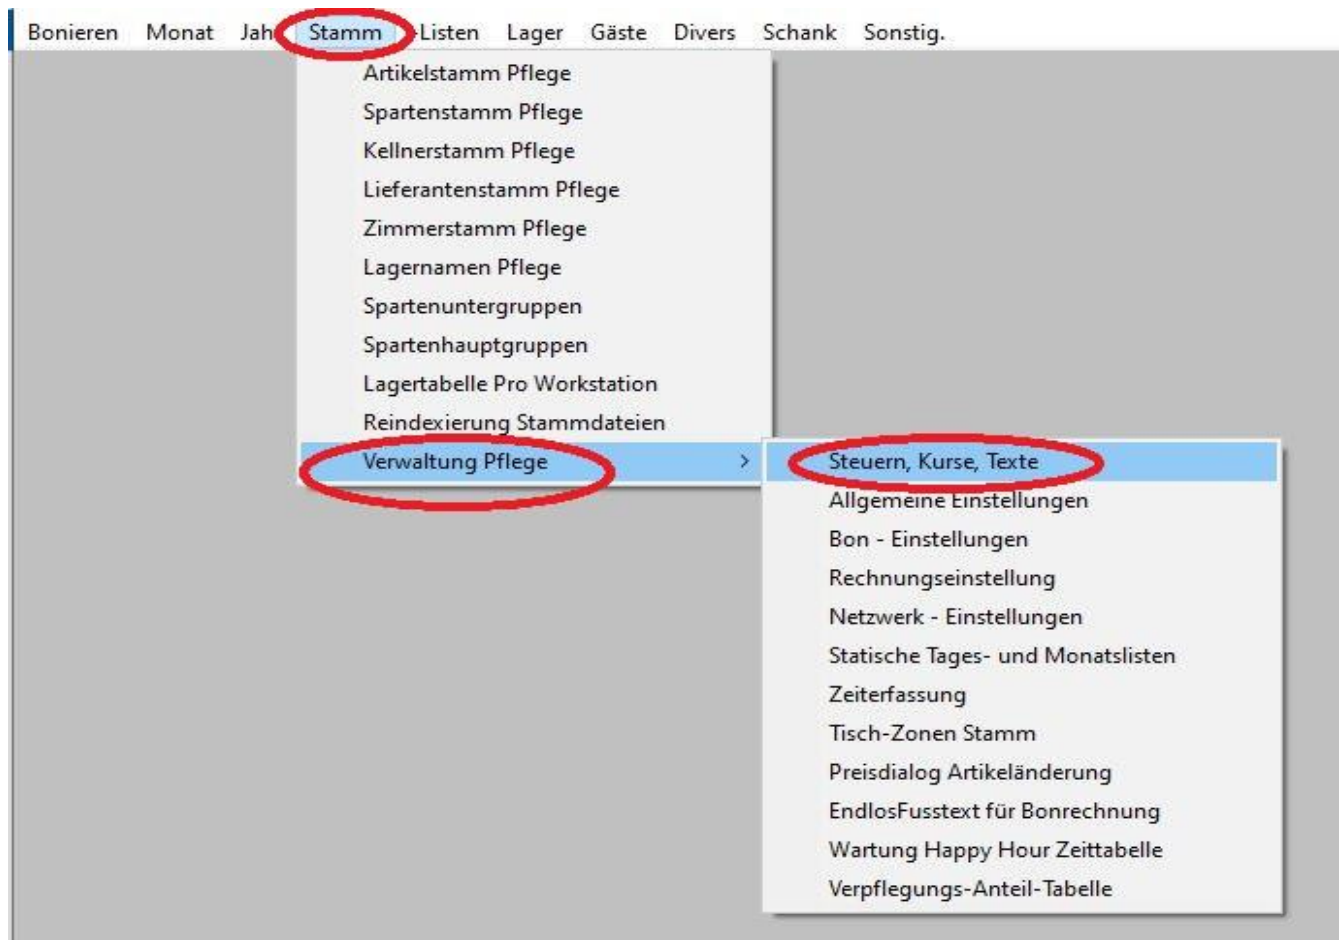 Bonieren Monat Jah Stamm Listen Lager Gäste Divers Schank Sonstig.
Artikelstamm Pflege
Spartenstamm Pflege
Kellnerstamm Pflege
Lieferantenstamm Pflege
Zimmerstamm Pflege
Lagernamen Pflege
Spartenuntergruppen
Spartenhauptgruppen
Lagertabelle Pro Workstation
Reindexierung Stammdateien
Verwaltung Pflege >
Steuern, Kurse, Texte
Allgemeine Einstellungen
Bon - Einstellungen
Rechnungseinstellung
Netzwerk - Einstellungen
Statische Tages- und Monatslisten
Zeiterfassung
Tisch-Zonen Stamm
Preisdialog Artikeländerung
EndlosFusstext für Bonrechnung
Wartung Happy Hour Zeittabelle
Verpflegungs-Anteil-Tabelle